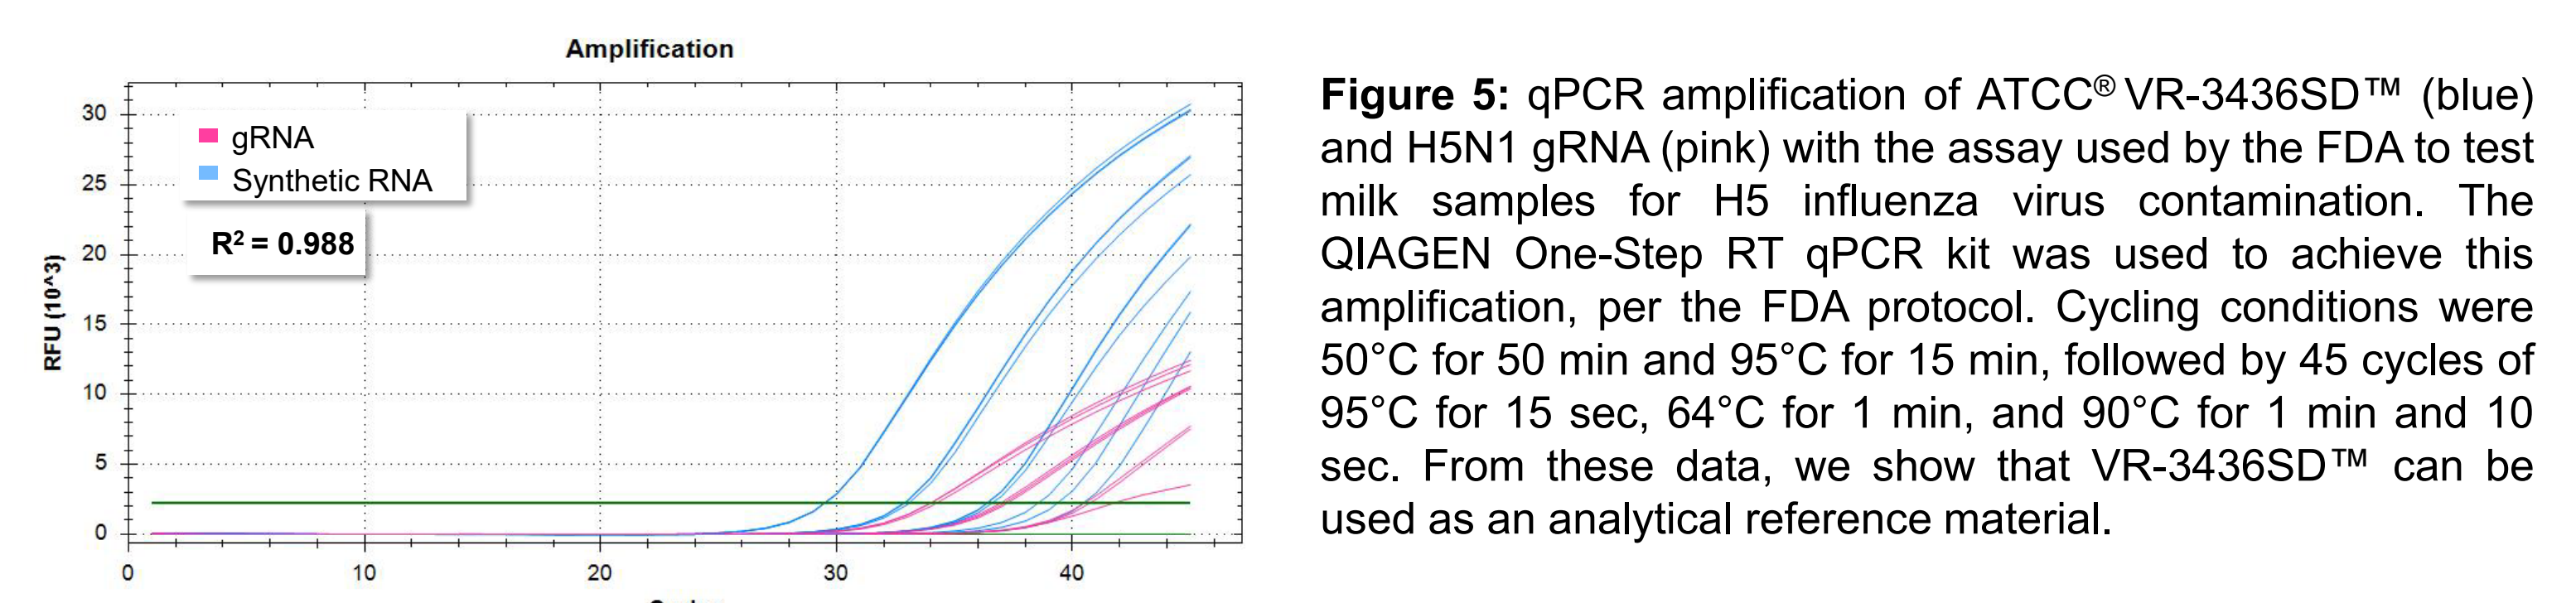 Amplification
30
25
20
15
10
5
0
RFU (10^3)
gRNA
Synthetic RNA
R² = 0.988
0 10 20 30 40
Figure 5: qPCR amplification of ATCC® VR-3436SD™ (blue)
and H5N1 gRNA (pink) with the assay used by the FDA to test
milk samples for H5 influenza virus contamination. The
QIAGEN One-Step RT qPCR kit was used to achieve this
amplification, per the FDA protocol. Cycling conditions were
50°C for 50 min and 95°C for 15 min, followed by 45 cycles of
95°C for 15 sec, 64°C for 1 min, and 90°C for 1 min and 10
sec. From these data, we show that VR-3436SD™ can be
used as an analytical reference material.